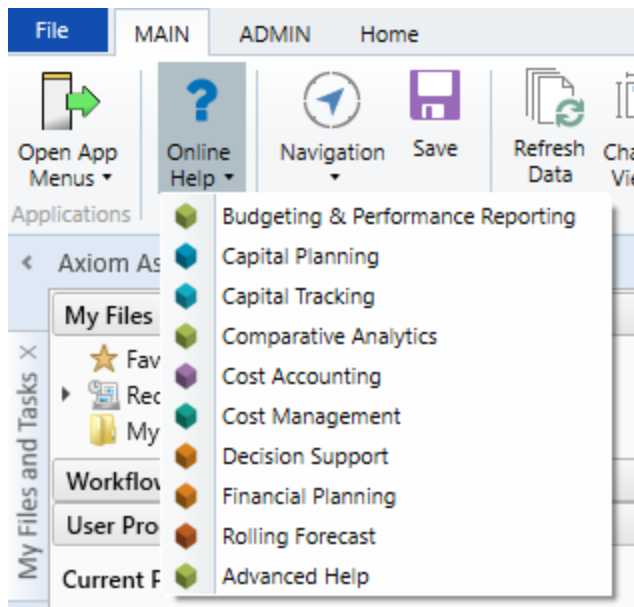 File MAIN ADMIN Home
Open App Menus
Online Help
Navigation
Save
Refresh Data
Applications
Budgeting & Performance Reporting
Axiom
Capital Planning
Capital Tracking
My Files
Comparative Analytics
Cost Accounting
My
Cost Management
Decision Support
Financial Planning
Rolling Forecast
Current
Advanced Help
My Files and Tasks